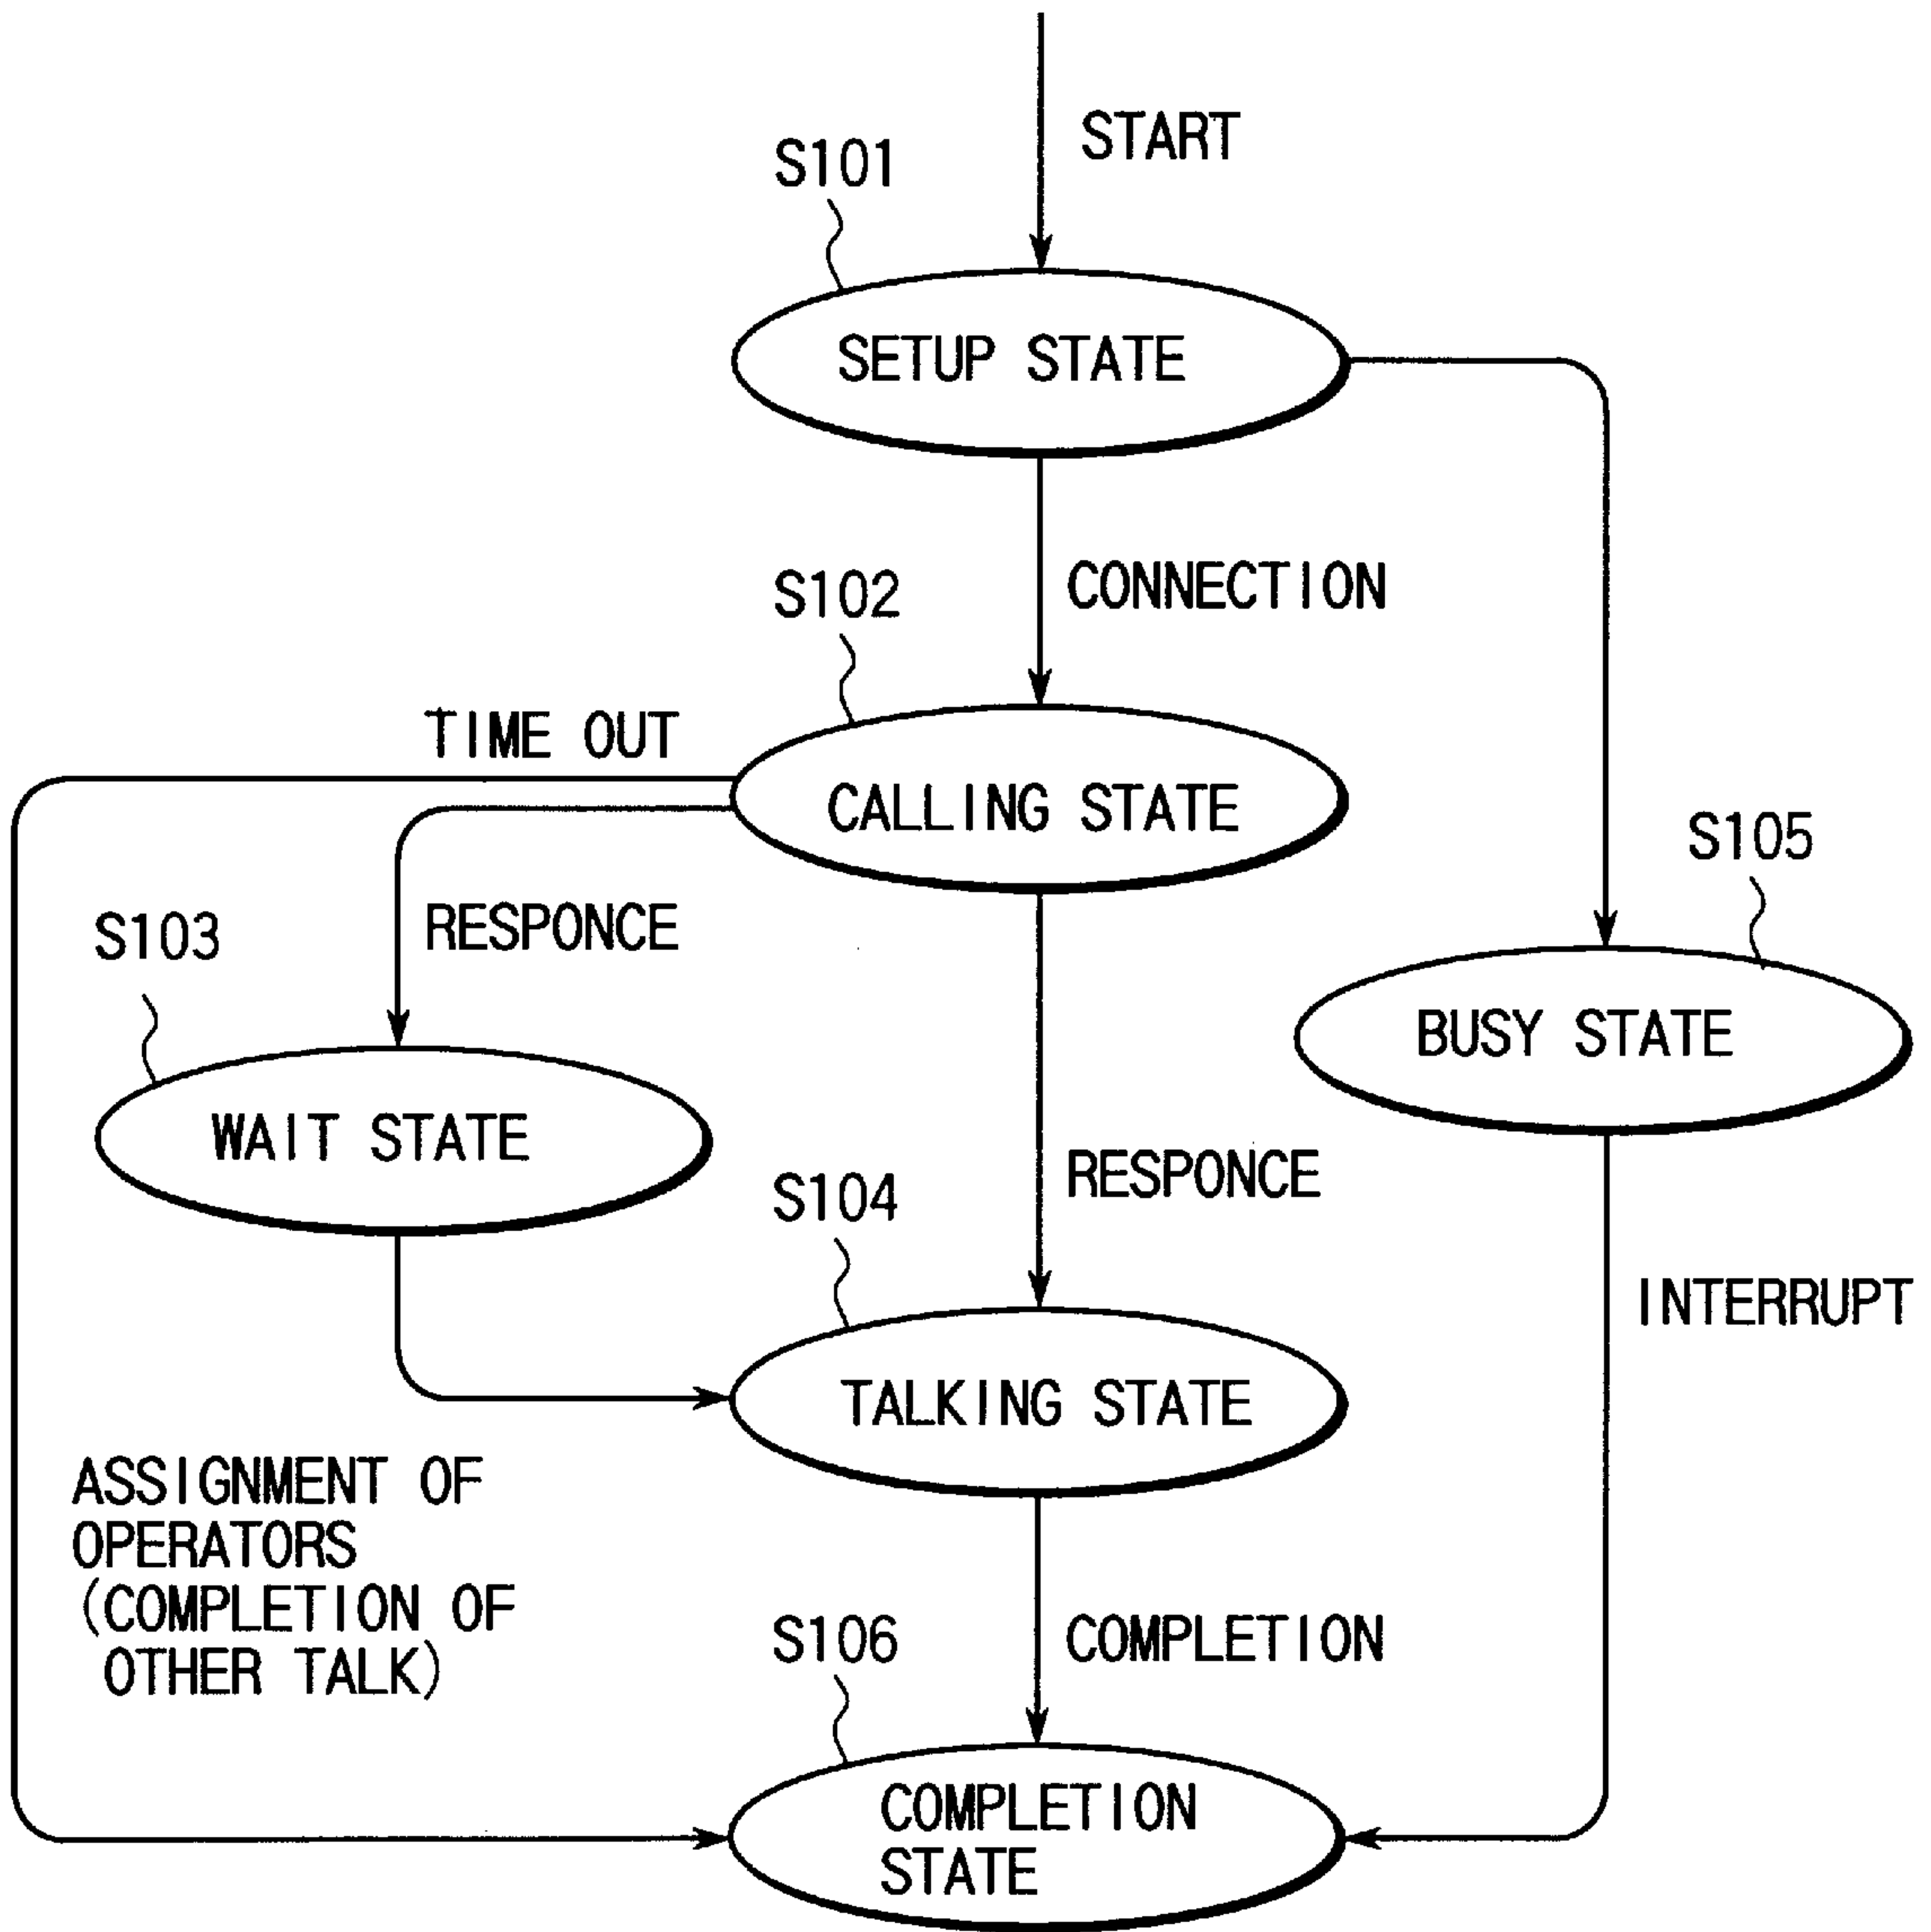 START
S101
SETUP STATE
CONNECTION
S102
TIME OUT
CALLING STATE
S105
RESPONCE
S103
BUSY STATE
WAIT STATE
RESPONCE
S104
INTERRUPT
TALKING STATE
ASSIGNMENT OF
OPERATORS
(COMPLETION OF
OTHER TALK)
S106
COMPLETION
COMPLETION
STATE